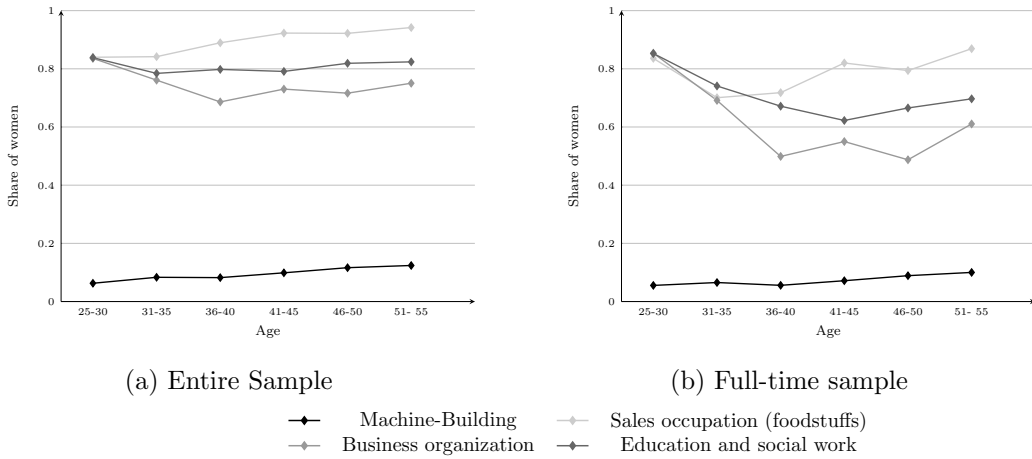 1
0.8
0.6
0.4
0.2
0
Share of women
25-30 31-35 36-40 41-45 46-50 51- 55
Age
(a) Entire Sample
1
0.8
0.6
0.4
0.2
0
Share of women
25-30 31-35 36-40 41-45 46-50 51- 55
Age
(b) Full-time sample
Machine-Building Sales occupation (foodstuffs)
Business organization Education and social work